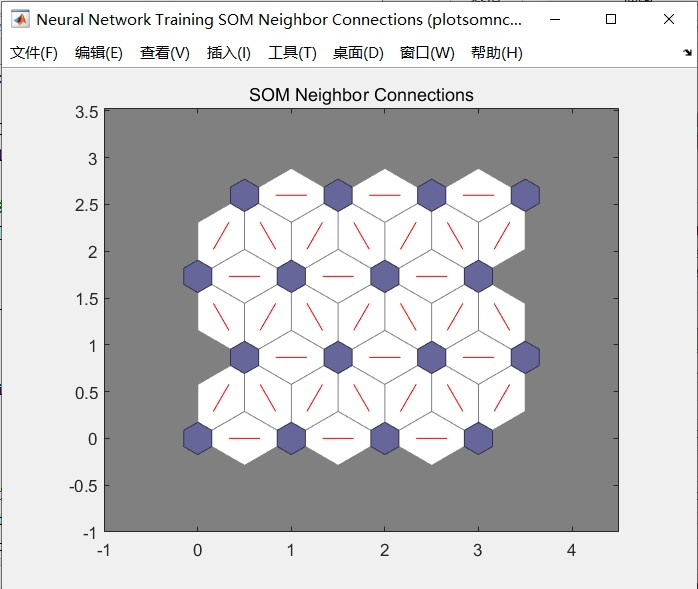 Neural Network Training SOM Neighbor Connections (plotsomnc...
文件(F) 编辑(E) 查看(V) 插入(I) 工具(T) 桌面(D) 窗口(W) 帮助(H)
SOM Neighbor Connections
3.5
3
2.5
2
1.5
1
0.5
0
-0.5
-1
-1 0 1 2 3 4